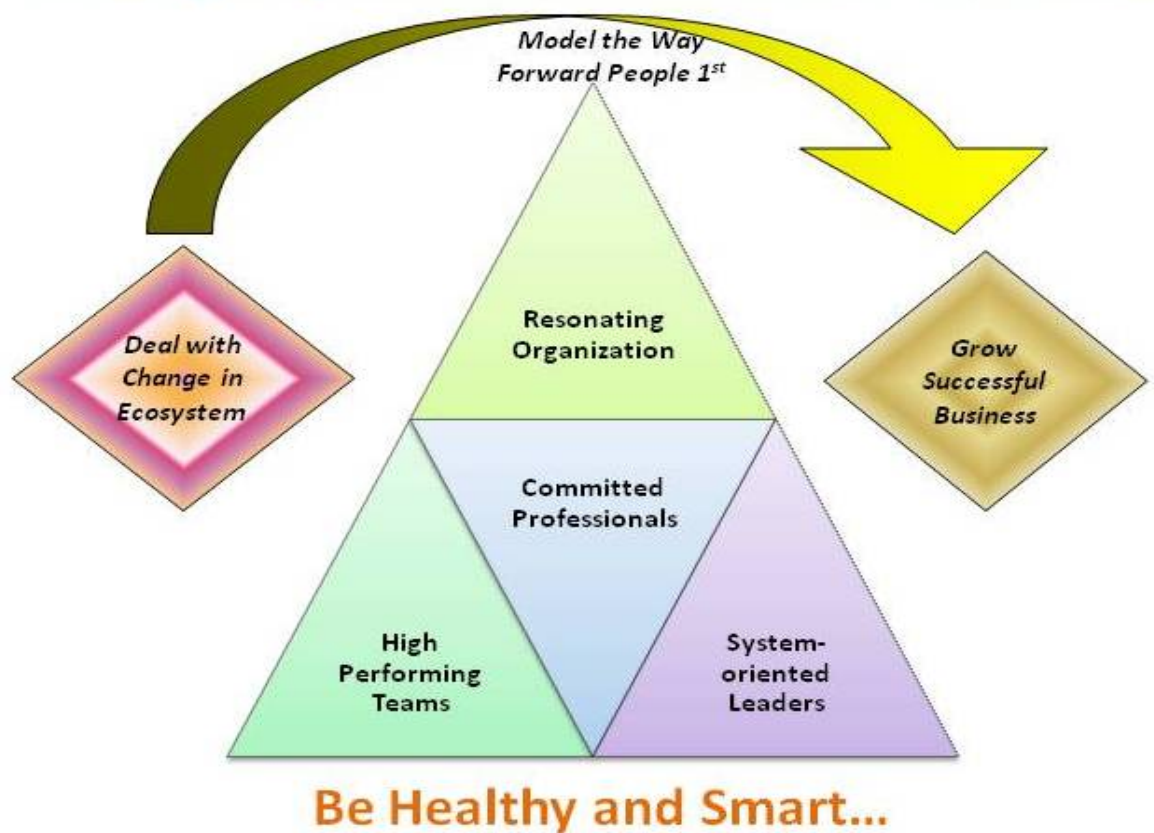 Model the Way
Forward People 1st
Resonating
Organization
Deal with
Change in
Ecosystem
Grow
Successful
Business
Committed
Professionals
High
Performing
Teams
System-
oriented
Leaders
Be Healthy and Smart...